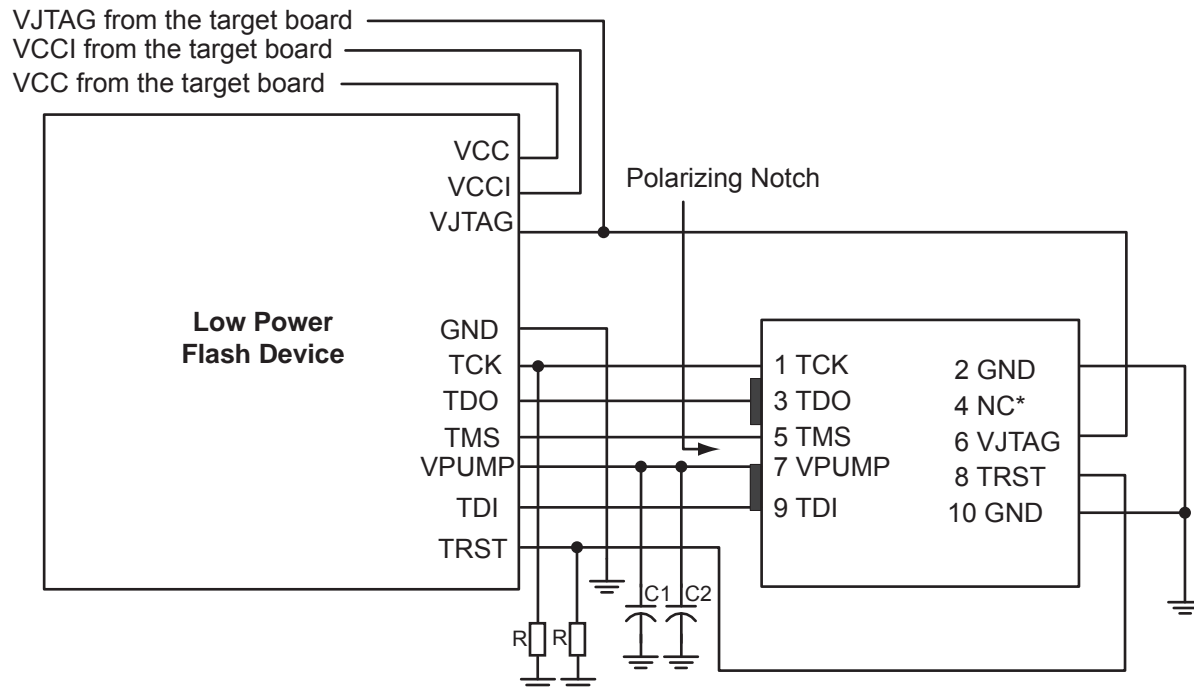 VJTAG from the target board
VCCI from the target board
VCC from the target board
VCC
VCCI
VJTAG
Polarizing Notch
Low Power
Flash Device
GND
TCK
TDO
TMS
VPUMP
TDI
TRST
1 TCK
3 TDO
5 TMS
7 VPUMP
9 TDI
2 GND
4 NC*
6 VJTAG
8 TRST
10 GND
C1
C2
R
R